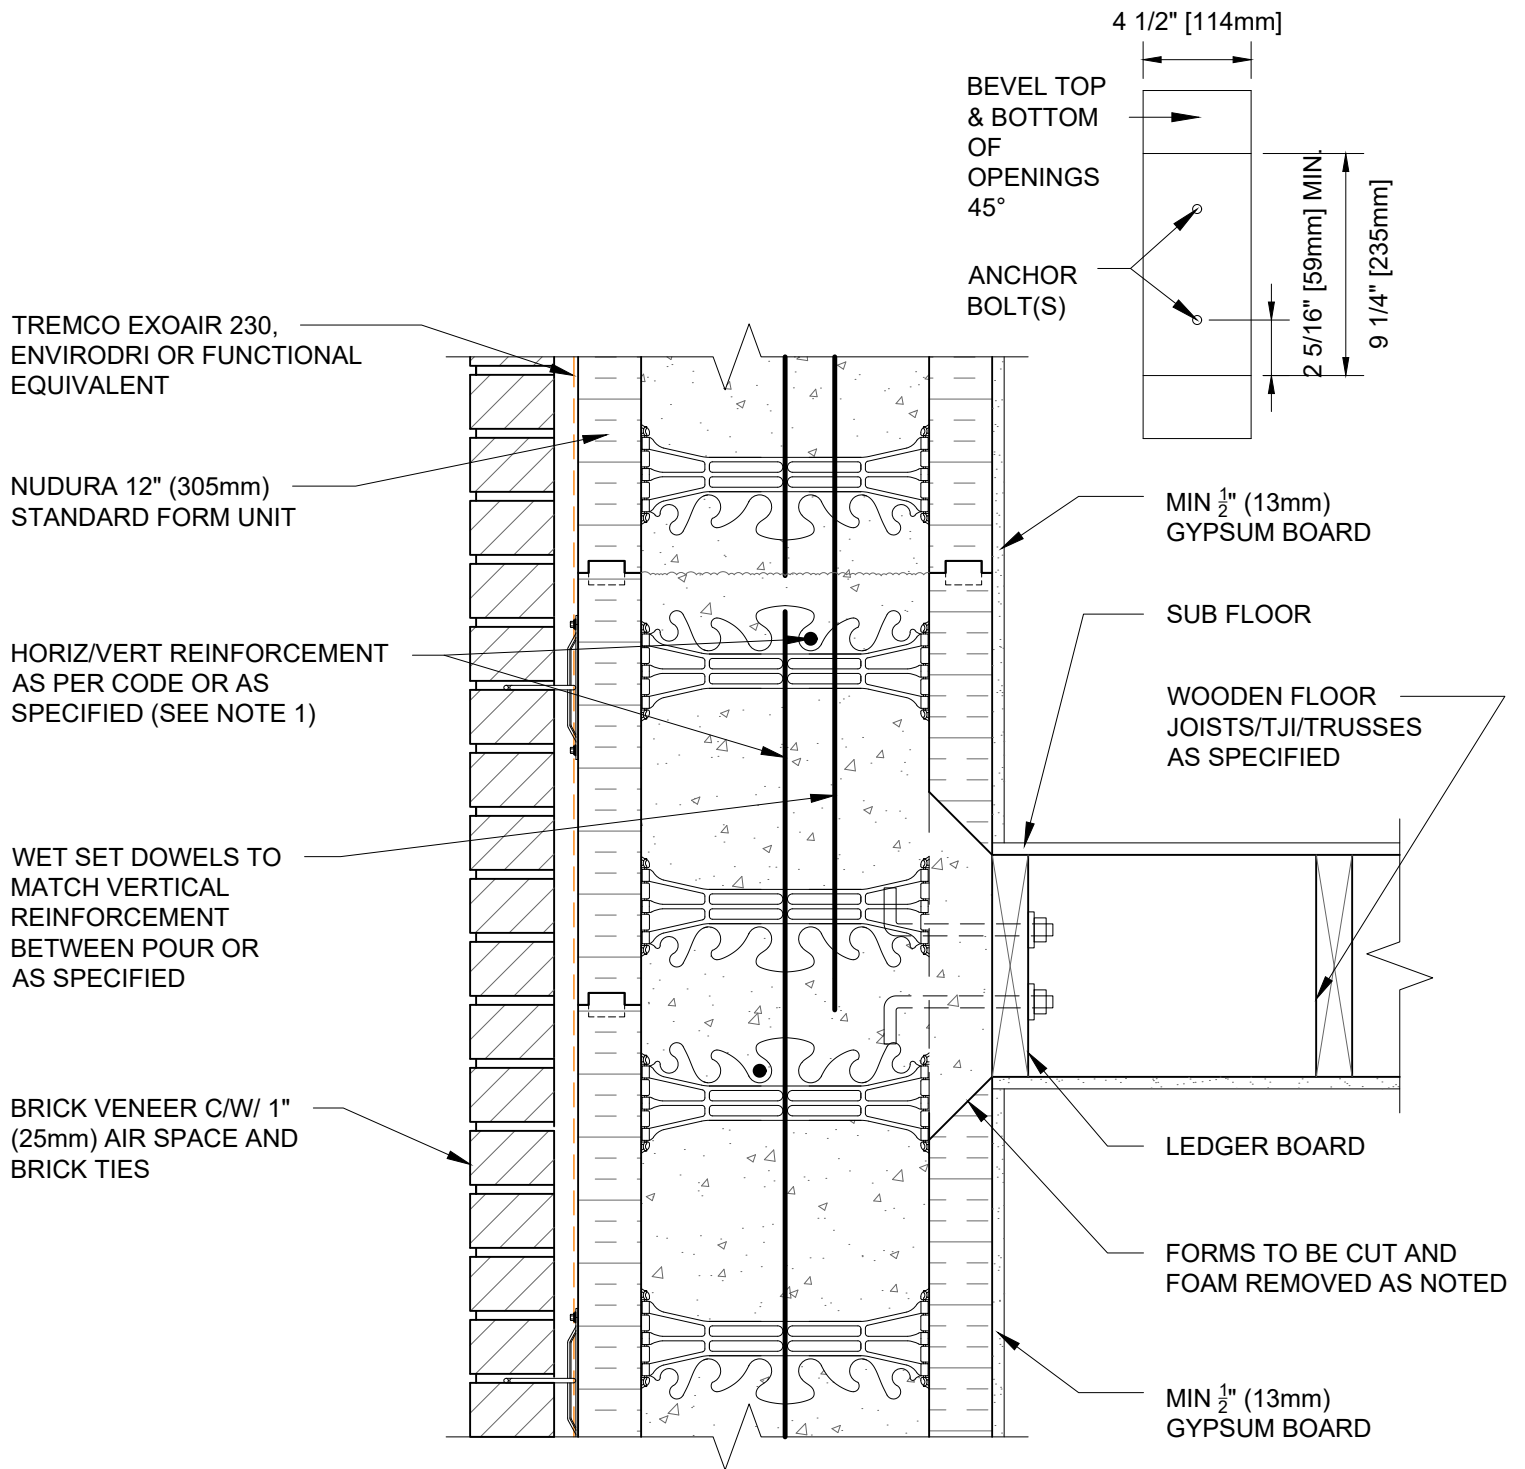 4 1/2" [114mm]
BEVEL TOP
& BOTTOM
OF
OPENINGS
45°
2 5/16" [59mm] MIN.
9 1/4" [235mm]
ANCHOR
BOLT(S)
TREMCO EXOAIR 230,
ENVIRODRI OR FUNCTIONAL
EQUIVALENT
NUDURA 12" (305mm)
STANDARD FORM UNIT
HORIZ/VERT REINFORCEMENT
AS PER CODE OR AS
SPECIFIED (SEE NOTE 1)
WET SET DOWELS TO
MATCH VERTICAL
REINFORCEMENT
BETWEEN POUR OR
AS SPECIFIED
BRICK VENEER C/W/ 1"
(25mm) AIR SPACE AND
BRICK TIES
MIN 1/2" (13mm)
GYPSUM BOARD
SUB FLOOR
WOODEN FLOOR
JOISTS/TJI/TRUSSES
AS SPECIFIED
LEDGER BOARD
FORMS TO BE CUT AND
FOAM REMOVED AS NOTED
MIN 1/2" (13mm)
GYPSUM BOARD